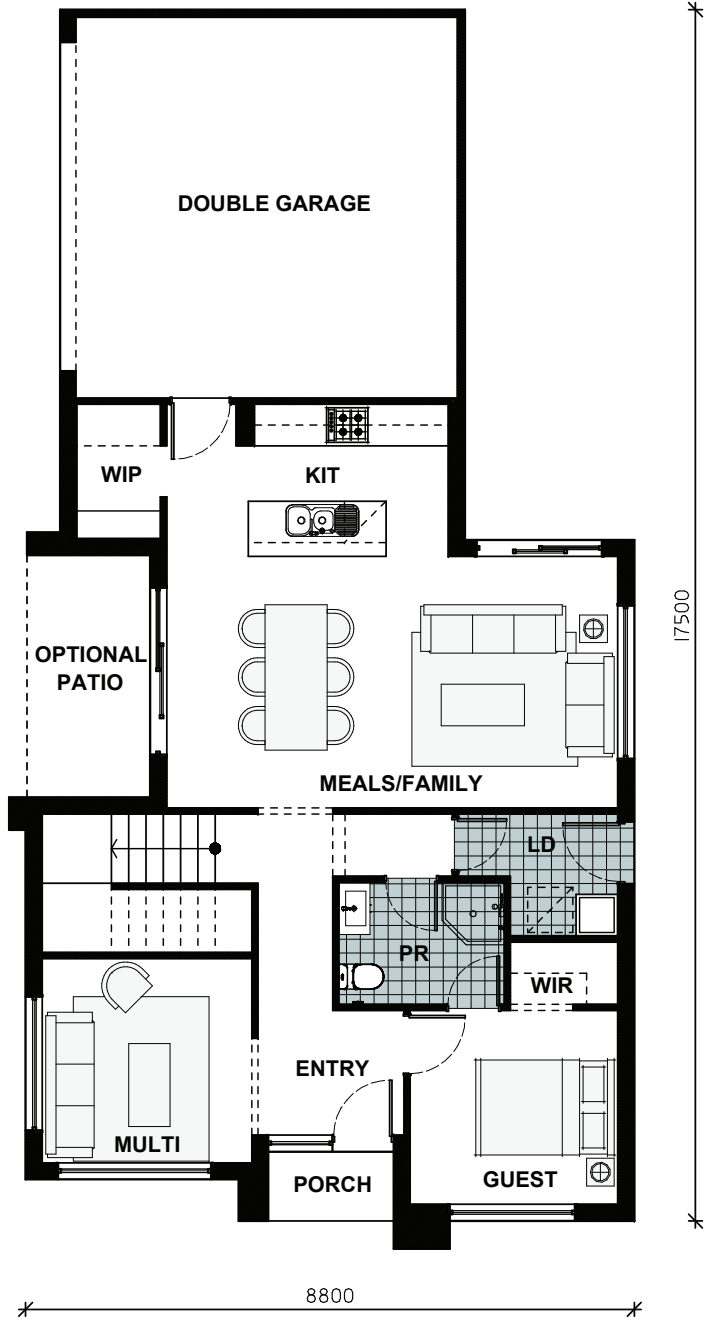 DOUBLE GARAGE
WIP
KIT
17500
OPTIONAL
PATIO
MEALS/FAMILY
LD
PR
WIR
ENTRY
MULTI
PORCH
GUEST
8800